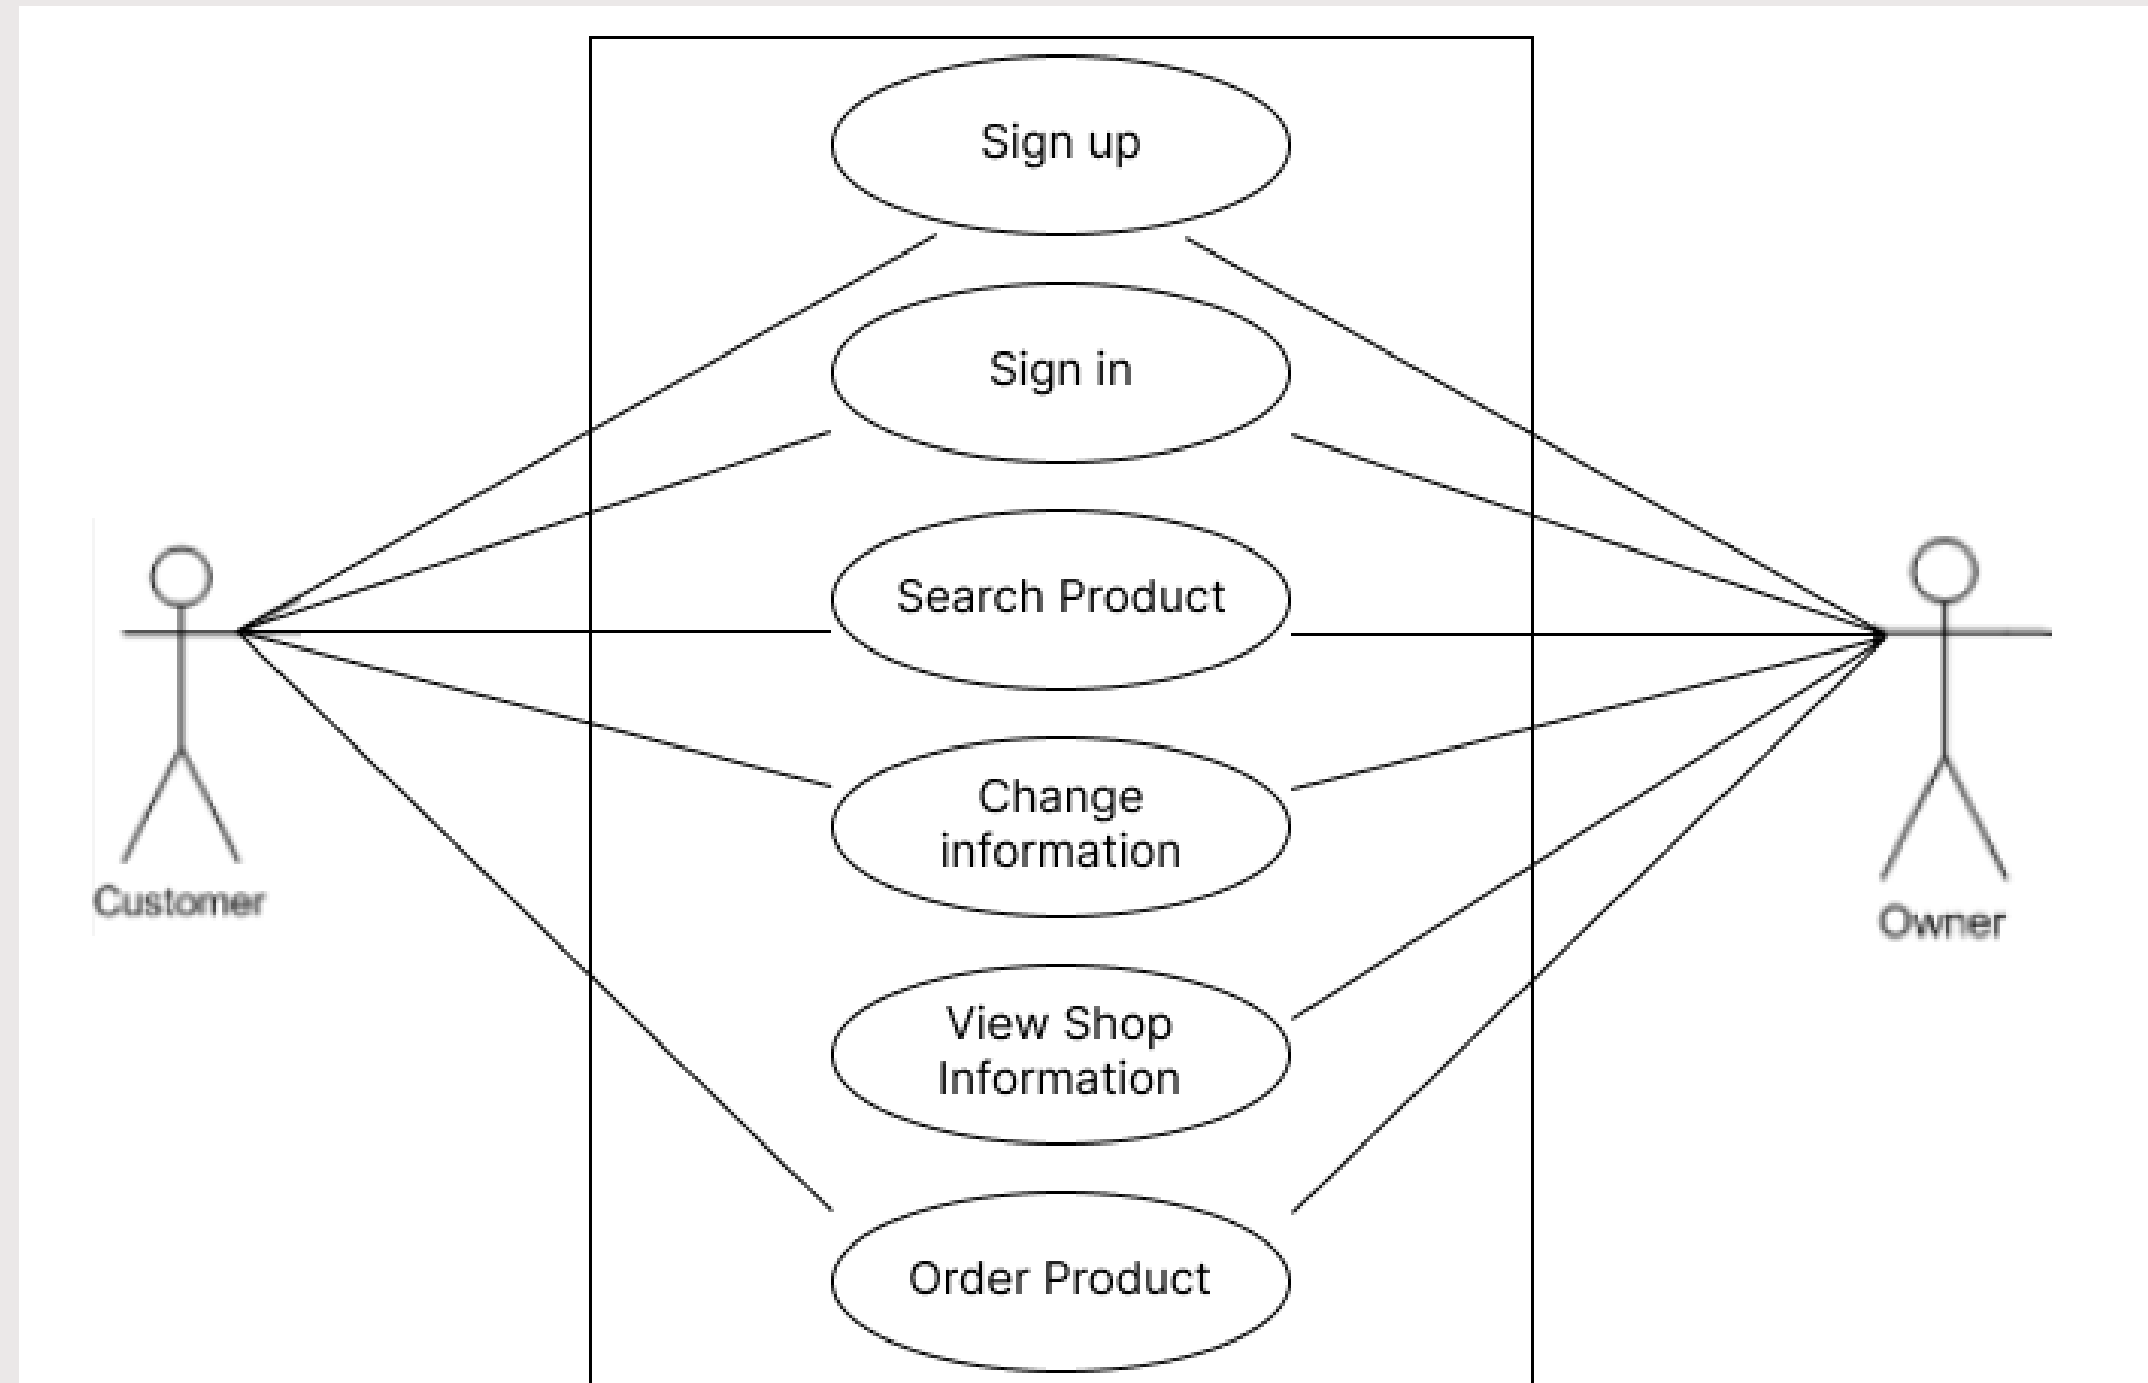 Sign up
Sign in
Search Product
Change
information
View Shop
Information
Order Product
Customer
Owner